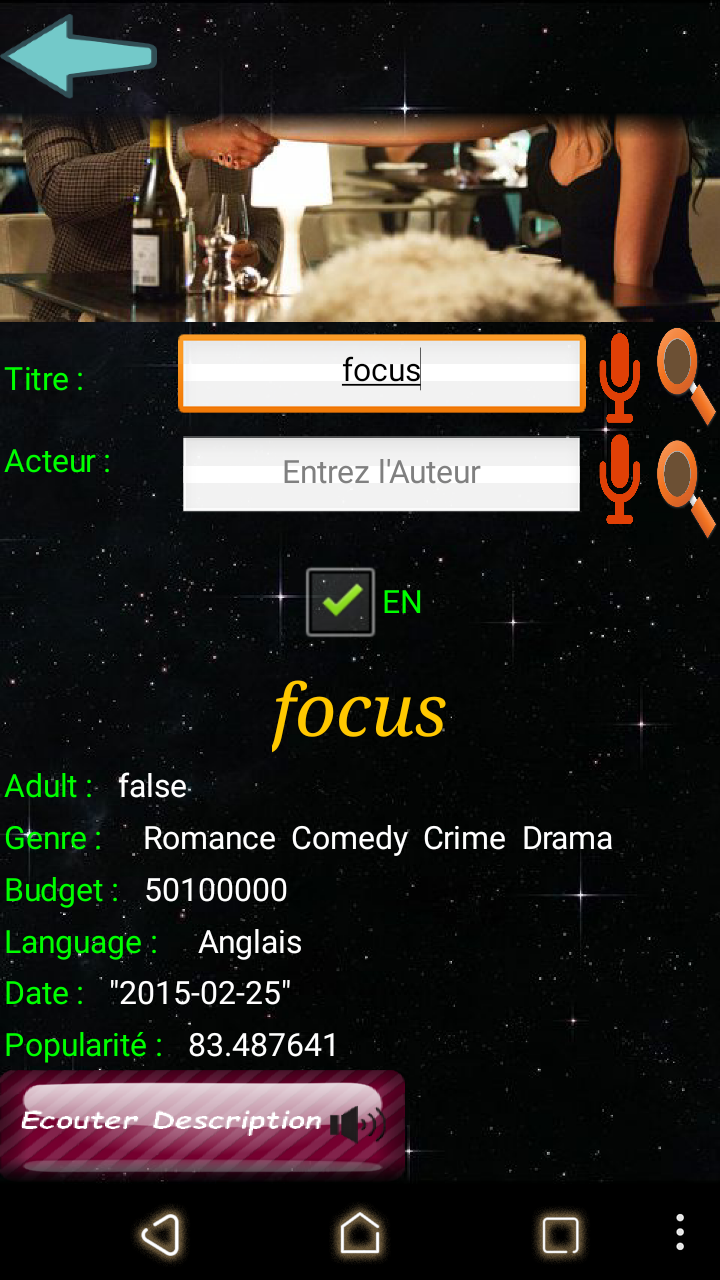 Titre : focus
Acteur : Entrez l'Auteur
EN
focus
Adult : false
Genre : Romance Comedy Crime Drama
Budget : 50100000
Language : Anglais
Date : "2015-02-25"
Popularité : 83.487641
Ecouter Description